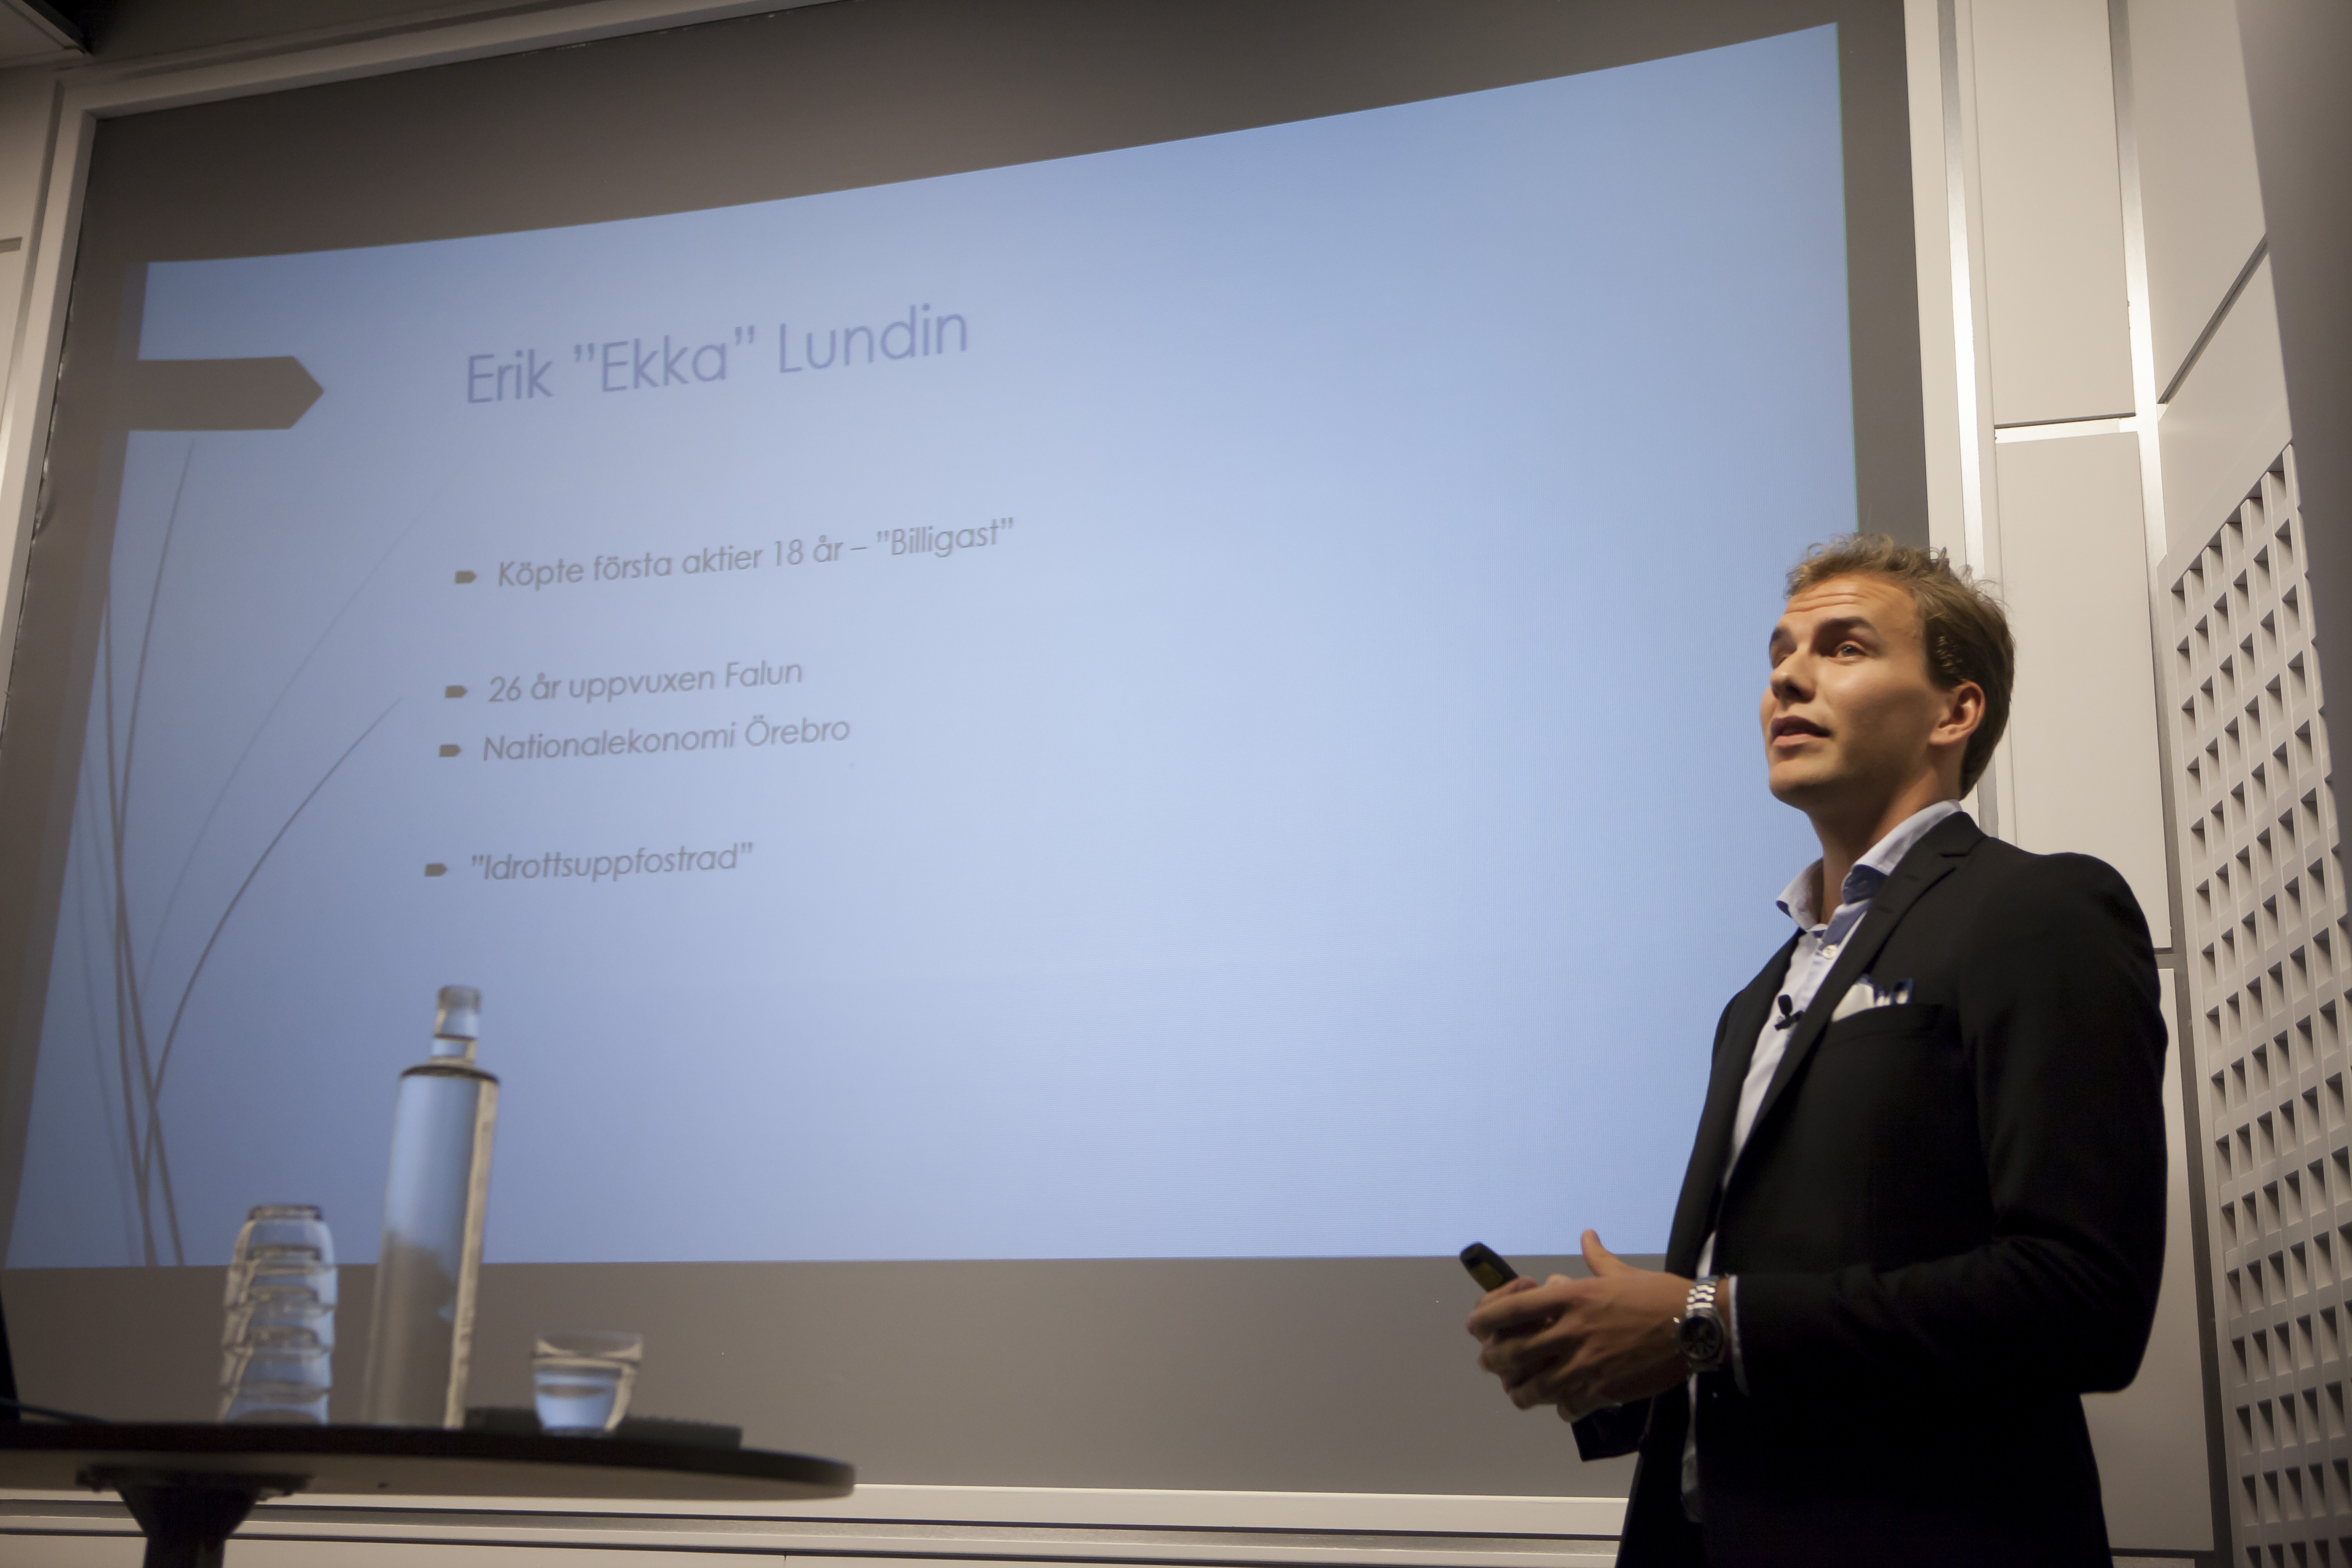 Erik ”Ekka” Lundin
Köpte första aktier 18 år – ”Billigast”
26 år uppvuxen Falun
Nationalekonomi Örebro
”Idrottsuppfostrad”